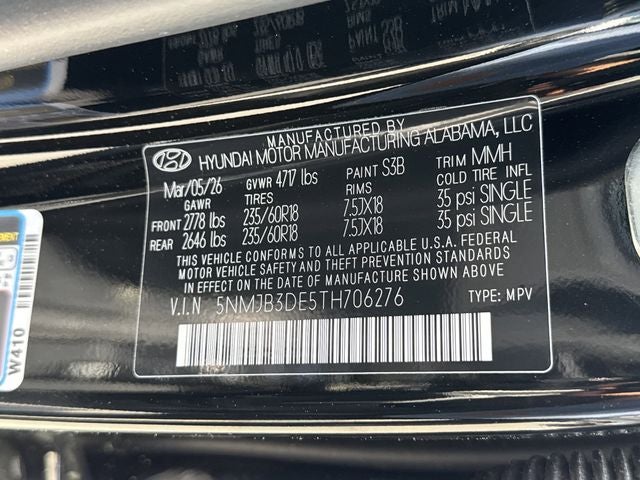 MANUFACTURED BY
HYUNDAI MOTOR MANUFACTURING ALABAMA, LLC
Mar/05/26 GVWR 4717 lbs PAINT S3B TRIM MMH
GAWR TIRES RIMS COLD TIRE INFL
FRONT 2778 lbs 235/60R18 7.5JX18 35 psi SINGLE
REAR 2646 lbs 235/60R18 7.5JX18 35 psi SINGLE
THIS VEHICLE CONFORMS TO ALL APPLICABLE U.S.A. FEDERAL
MOTOR VEHICLE SAFETY AND THEFT PREVENTION STANDARDS
IN EFFECT ON THE DATE OF MANUFACTURE SHOWN ABOVE
V.I.N 5NMJB3DE5TH706276 TYPE: MPV
W410